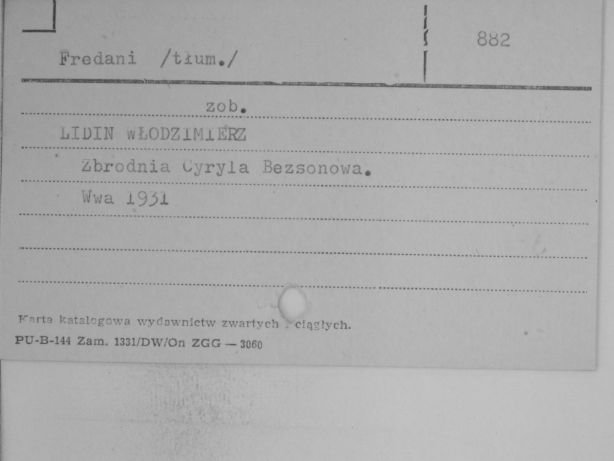 882
Fredani /tłum./
zob.
LIDIN WŁODZIMIERZ
Zbrodnia Cyryla Bezsonowa.
Wwa 1931
Karta katalogowa wydawnictw zwartych i ciągłych.
PU-B-144 Zam. 1331/DW/On ZGG — 3060